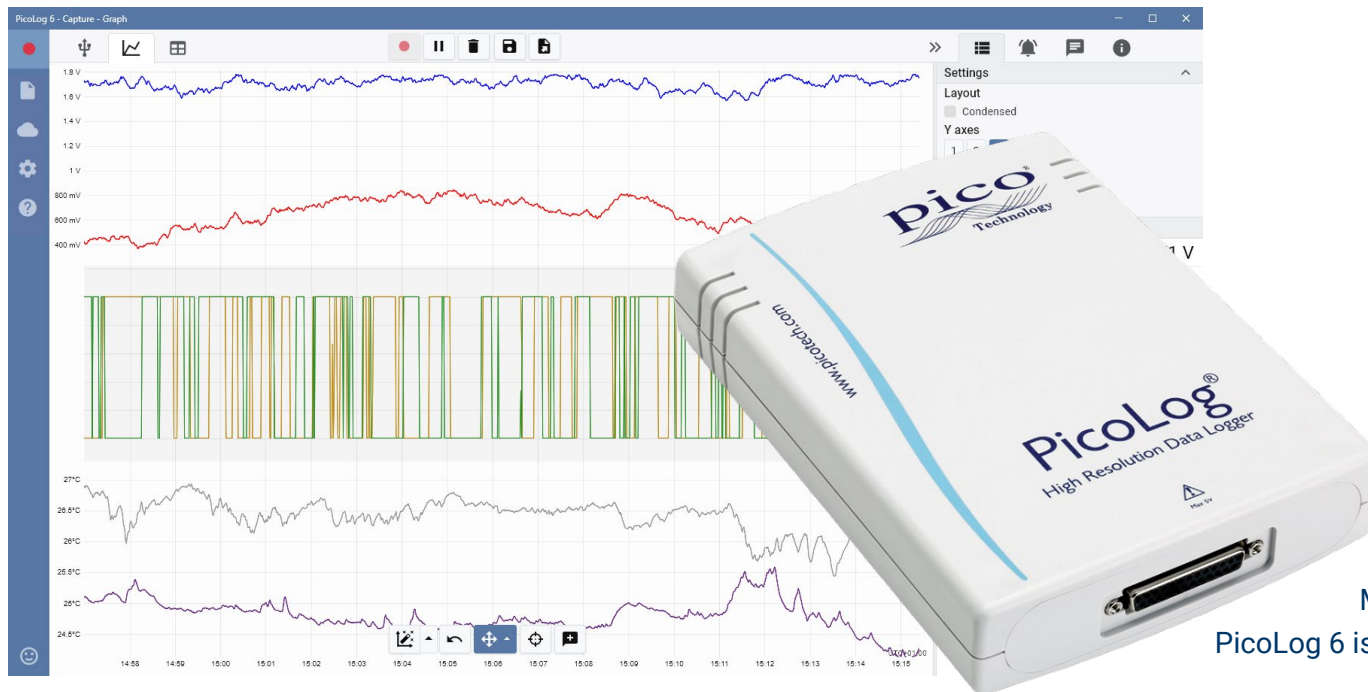 PicoLog 6 - Capture - Graph
Settings
Layout
Condensed
Y axes
1
1.8 V
1.6 V
1.4 V
1.2 V
1 V
800 mV
600 mV
400 mV
1 V
27°C
26.5°C
26°C
25.5°C
25°C
24.5°C
14:58 14:59 15:00 15:01 15:02 15:03 15:04 15:05 15:06 15:07 15:08 15:09 15:10 15:11 15:12 15:13 15:14 15:15
pico®
Technology
www.picotech.com
PicoLog®
High Resolution Data Logger
Max 5V
M
PicoLog 6 is